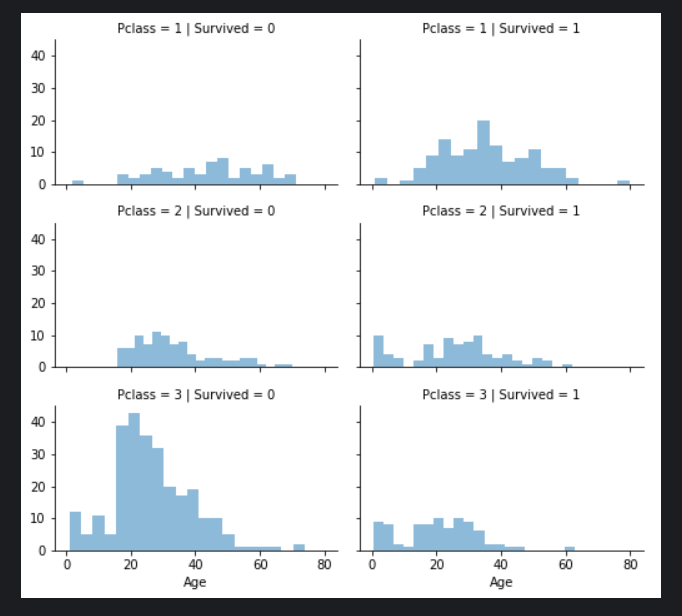 Pclass = 1 | Survived = 0
Pclass = 1 | Survived = 1
40
30
20
10
0
Pclass = 2 | Survived = 0
Pclass = 2 | Survived = 1
40
30
20
10
0
Pclass = 3 | Survived = 0
Pclass = 3 | Survived = 1
40
30
20
10
0
0 20 40 60 80
0 20 40 60 80
Age
Age